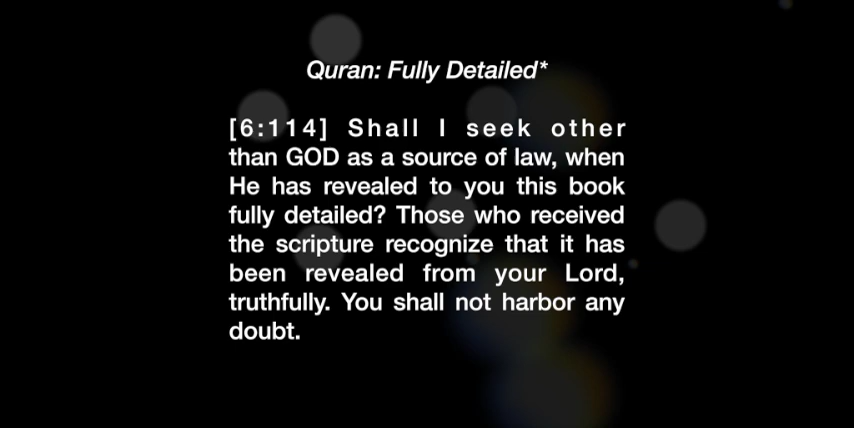 Quran: Fully Detailed*
[6:114] Shall I seek other
than GOD as a source of law, when
He has revealed to you this book
fully detailed? Those who received
the scripture recognize that it has
been revealed from your Lord,
truthfully. You shall not harbor any
doubt.